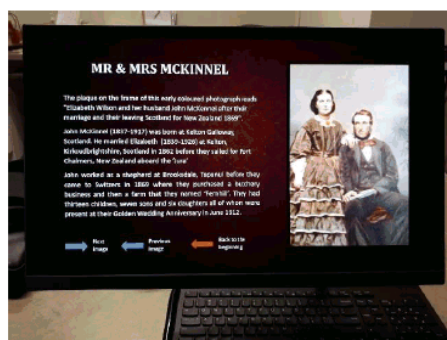 MR & MRS MCKINNEL
The plaque on the frame of this early coloured photograph reads
"Elizabeth Wilson and her husband John McKinnel after their
marriage and their leaving Scotland for New Zealand 1869".
John McKinnel (1837-1917) was born at Kelton Galloway,
Scotland. He married Elizabeth (1839-1926) at Kelton,
Kirkcudbrightshire, Scotland in 1862 before they sailed for Port
Chalmers, New Zealand aboard the 'Jura'
John worked as a shepherd at Brooksdale, Tapanui before they
came to Switzers in 1869 where they purchased a butchery
business and then a farm that they named "Fernhill". They had
thirteen children, seven sons and six daughters all of whom were
present at their Golden Wedding Anniversary in June 1912.
Next
image
Previous
image
Back to the
beginning